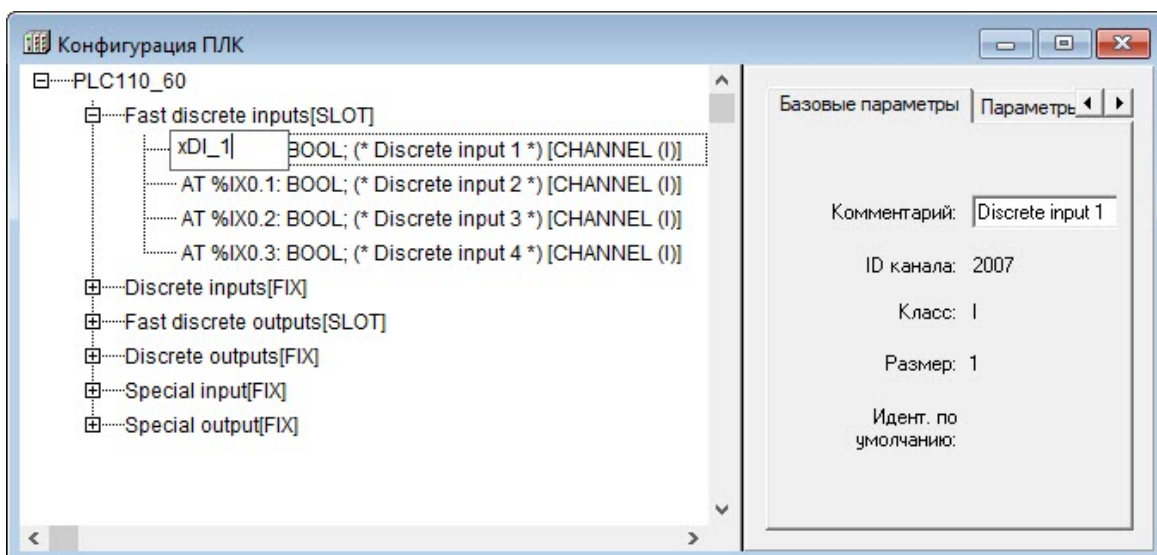 Конфигурация ПЛК
PLC110_60
Fast discrete inputs[SLOT]
xDI_1 BOOL; (* Discrete input 1 *) [CHANNEL (I)]
AT %IX0.1: BOOL; (* Discrete input 2 *) [CHANNEL (I)]
AT %IX0.2: BOOL; (* Discrete input 3 *) [CHANNEL (I)]
AT %IX0.3: BOOL; (* Discrete input 4 *) [CHANNEL (I)]
Discrete inputs[FIX]
Fast discrete outputs[SLOT]
Discrete outputs[FIX]
Special input[FIX]
Special output[FIX]
Базовые параметры Параметры
Комментарий: Discrete input 1
ID канала: 2007
Класс: I
Размер: 1
Идент. по
умолчанию: